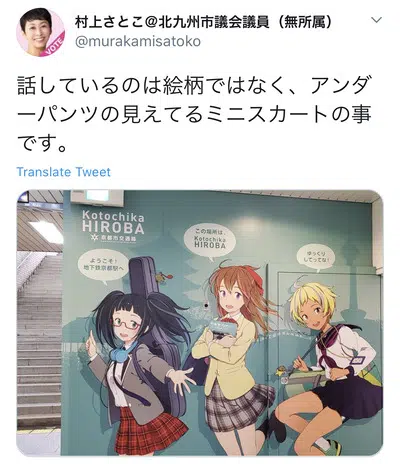 村上さとこ@北九州市議会議員（無所属）
@murakamisatoko
話しているのは絵柄ではなく、アンダ
ーパンツの見えてるミニスカートの事
です。
Translate Tweet
Kotochika
HIROBA
京都市交通局
ようこそ!
地下鉄京都駅へ
この場所は、
Kotochika
HIROBA
ゆっくり
してってな!
VOTE